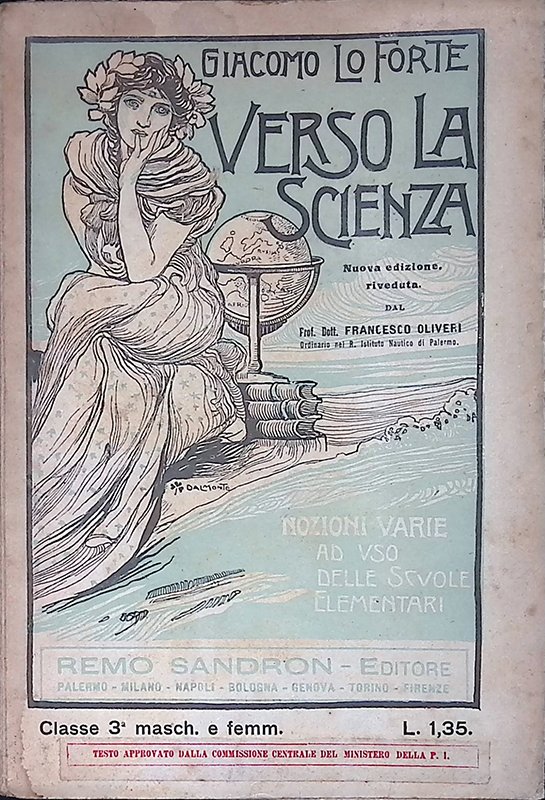 GIACOMO LO FORTE
VERSO LA
SCIENZA
Nuova edizione,
riveduta.
DAL
Prof. Dott. FRANCESCO OLIVERI
Ordinario nel R. Istituto Nautico di Palermo.
DALMONTE
NOZIONI VARIE
AD VSO
DELLE SCVOLE
ELEMENTARI
REMO SANDRON - EDITORE
PALERMO - MILANO - NAPOLI - BOLOGNA - GENOVA - TORINO - FIRENZE
Classe 3ª masch. e femm. L. 1,35.
TESTO APPROVATO DALLA COMMISSIONE CENTRALE DEL MINISTERO DELLA P. I.